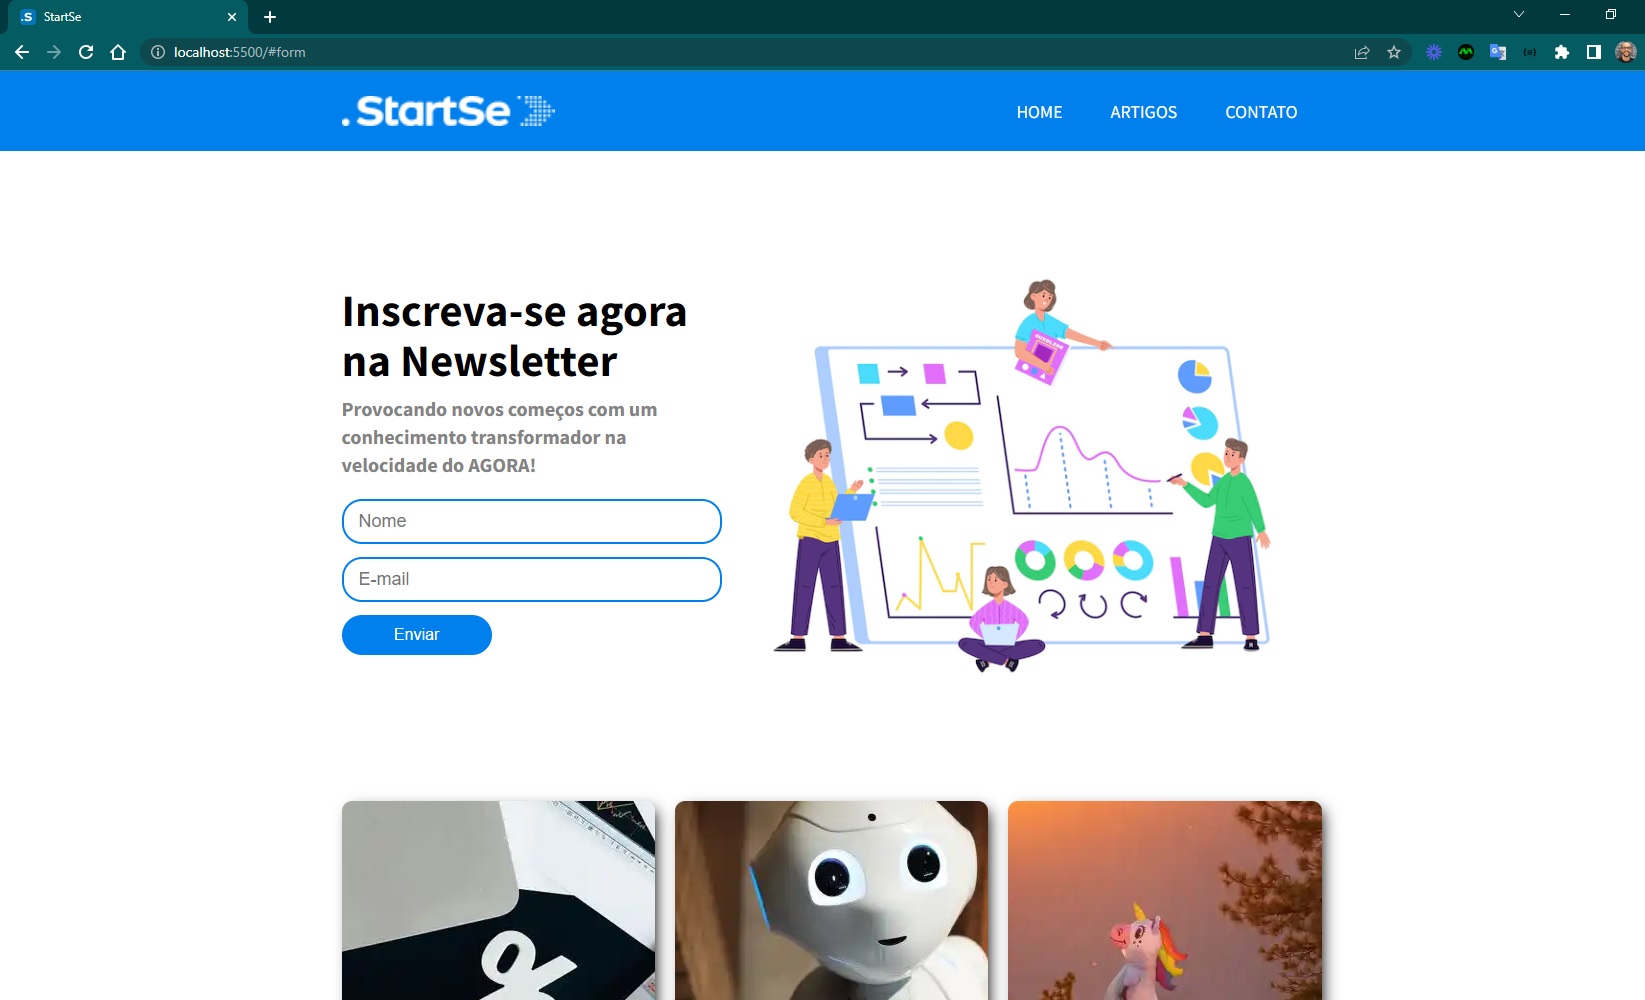 StartSe
localhost:5500/#form
.StartSe
HOME ARTIGOS CONTATO
Inscreva-se agora
na Newsletter
Provocando novos começos com um
conhecimento transformador na
velocidade do AGORA!
Nome
E-mail
Enviar